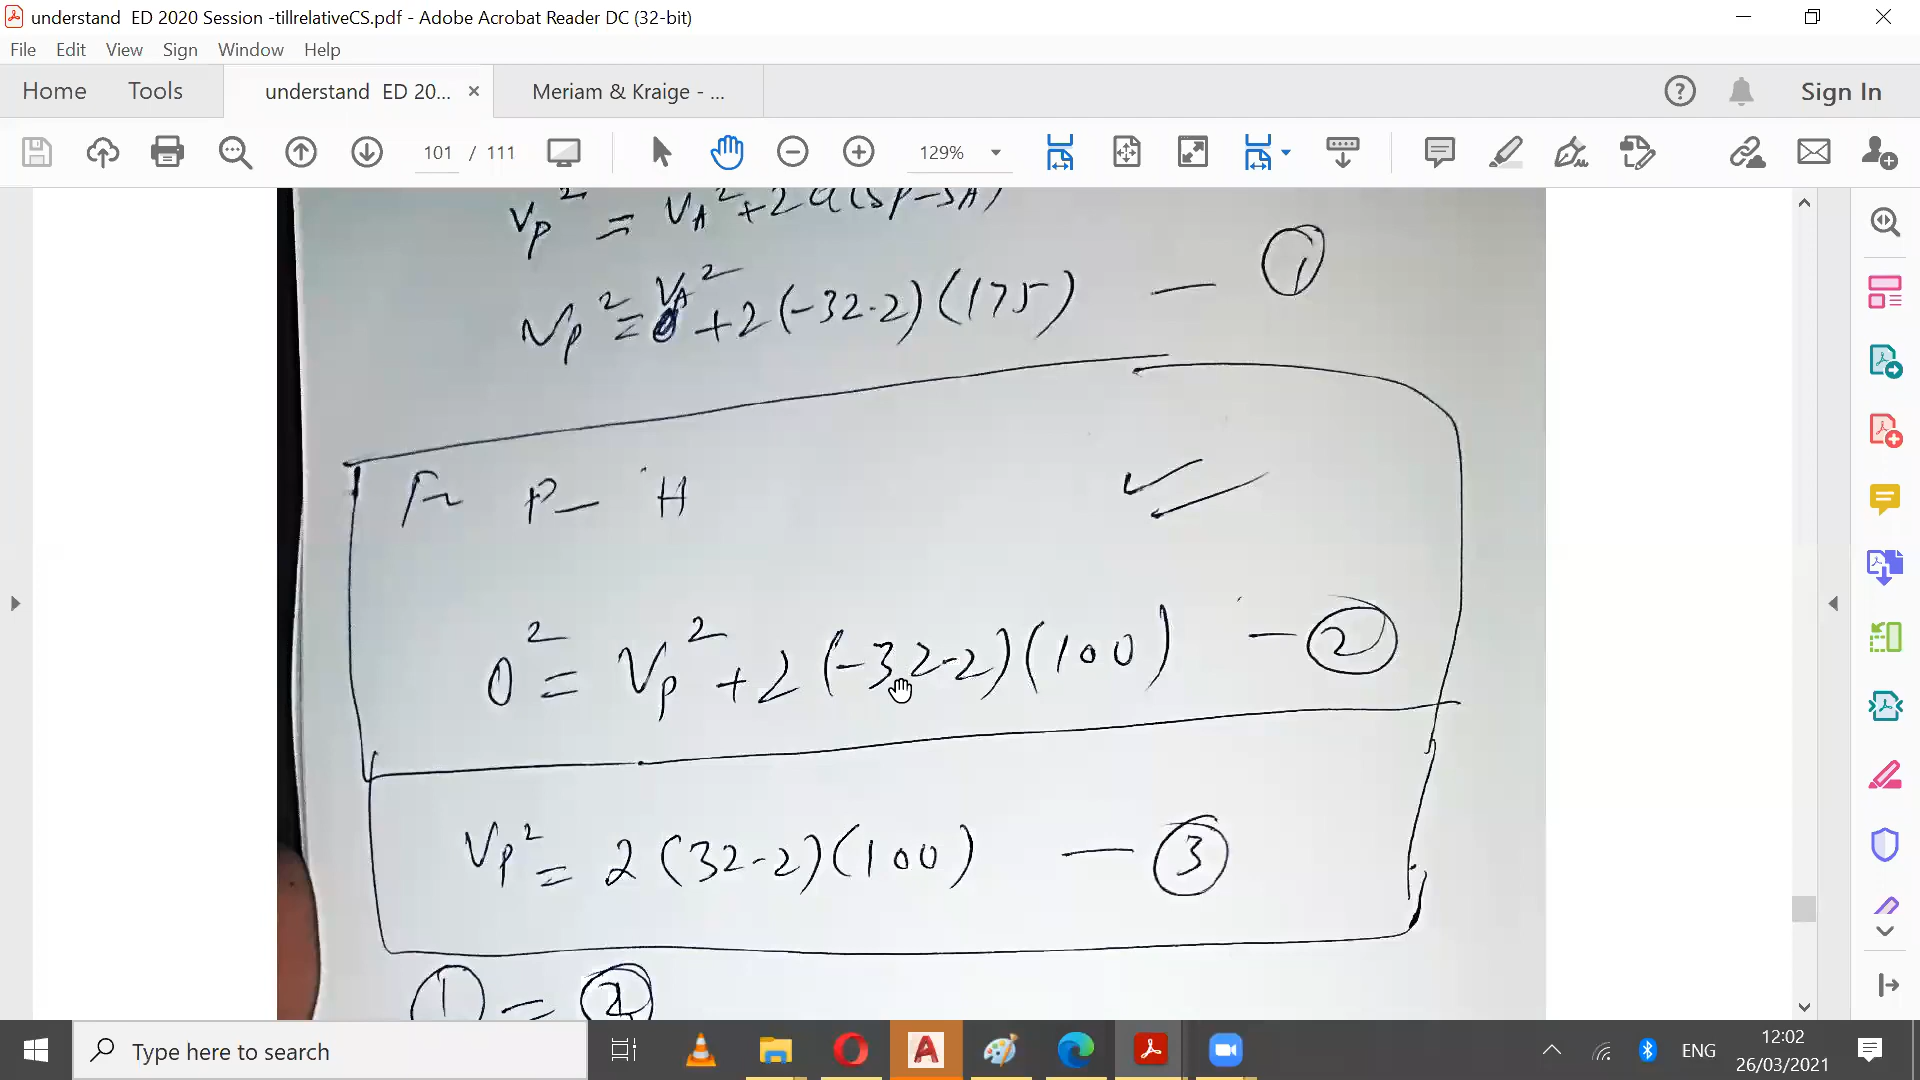 understand ED 2020 Session -tillrelativeCS.pdf - Adobe Acrobat Reader DC (32-bit)
File Edit View Sign Window Help
Home Tools understand ED 20... × Meriam & Kraige - ... Sign In
101 / 111 129%
Vp² = VA² + 2a(Sp-SA)
Vp² = VA² + 2(-32.2)(175) — ①
P - H
0² = Vp² + 2(-32.2)(100) — ②
Vp² = 2(32.2)(100) — ③
① = ②
Type here to search
ENG
12:02
26/03/2021